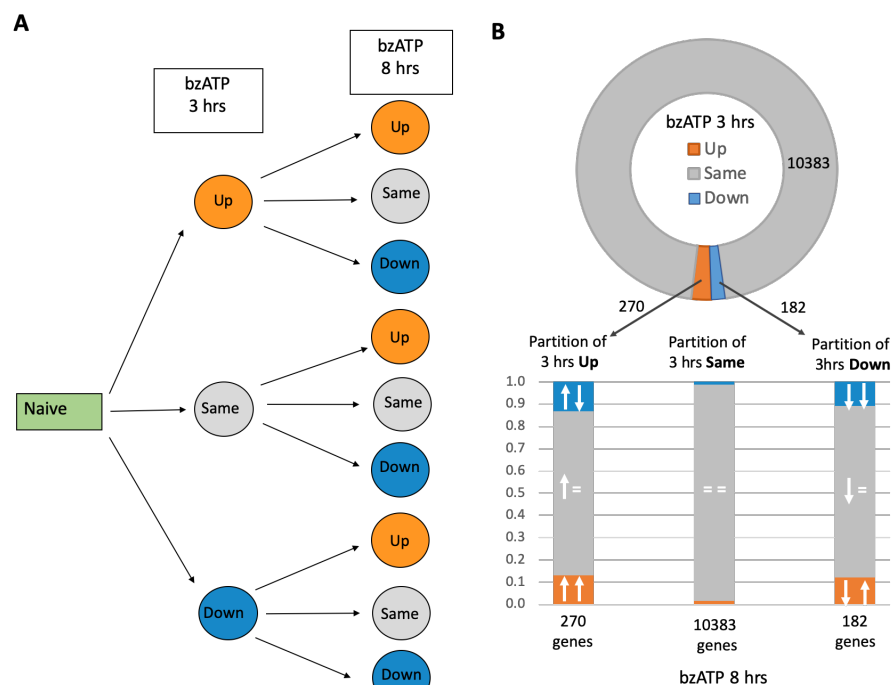 A
bzATP
3 hrs
bzATP
8 hrs
Up
Same
Down
Up
Up
Same
Down
Naive
Same
Up
Same
Down
Down
Up
Same
Down
B
bzATP 3 hrs
Up
Same
Down
10383
270
182
Partition of
3 hrs Up
Partition of
3 hrs Same
Partition of
3hrs Down
1.0
0.9
0.8
0.7
0.6
0.5
0.4
0.3
0.2
0.1
0.0
=
= =
=
270
genes
10383
genes
182
genes
bzATP 8 hrs